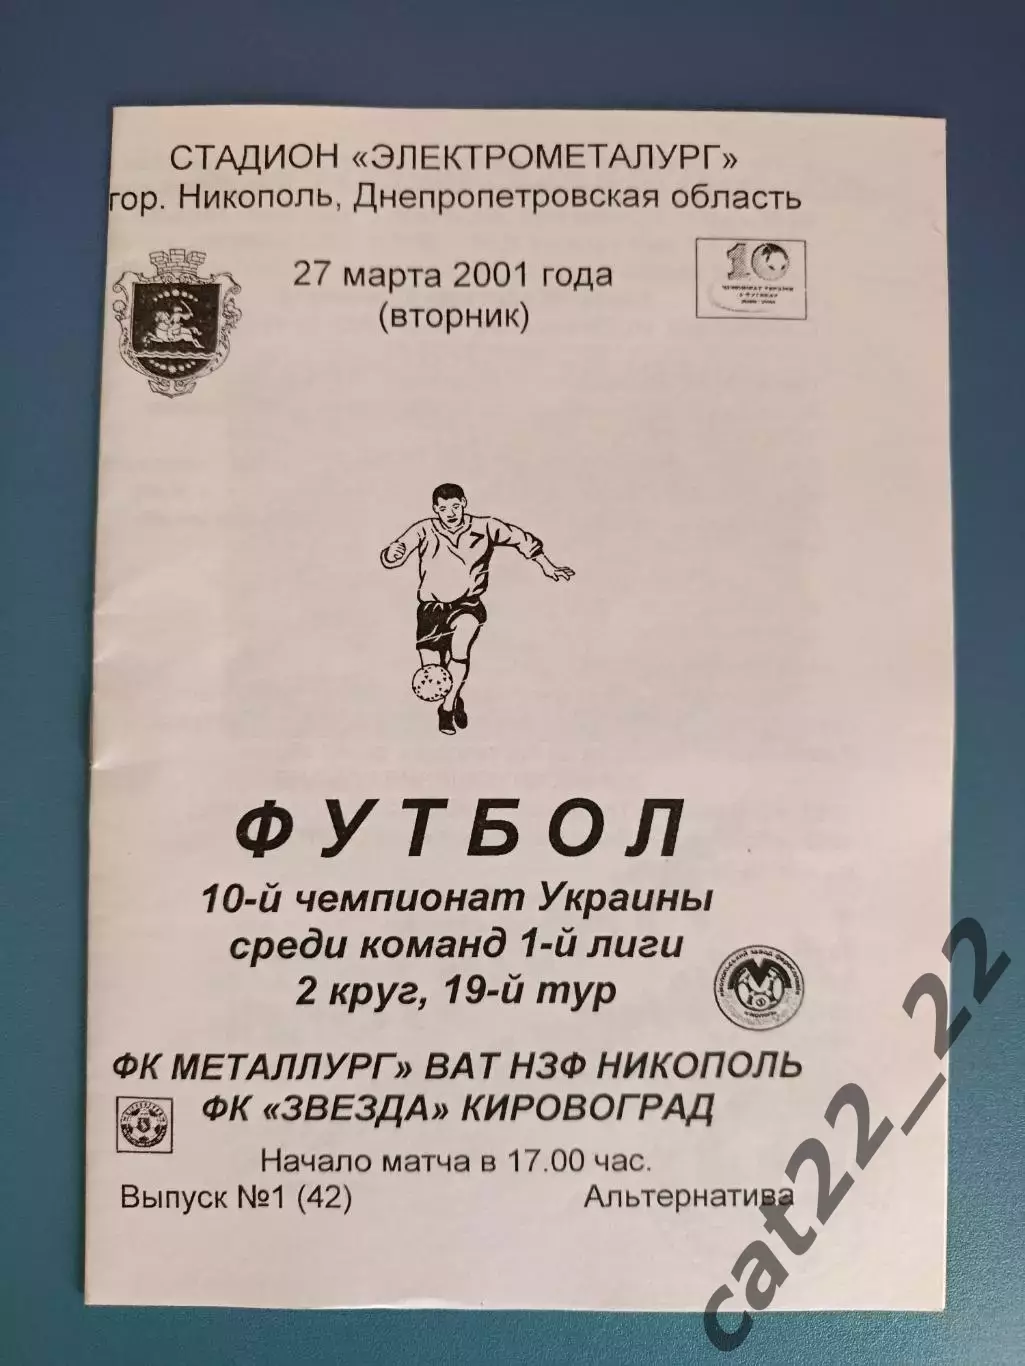 СТАДИОН «ЭЛЕКТРОМЕТАЛУРГ»
гор. Никополь, Днепропетровская область
27 марта 2001 года
(вторник)
10
7
ФУТБОЛ
10-й чемпионат Украины
среди команд 1-й лиги
2 круг, 19-й тур
ФК МЕТАЛЛУРГ» ВАТ НЗФ НИКОПОЛЬ
ФК «ЗВЕЗДА» КИРОВОГРАД
Начало матча в 17.00 час.
Выпуск №1 (42) Альтернатива
cat22_22